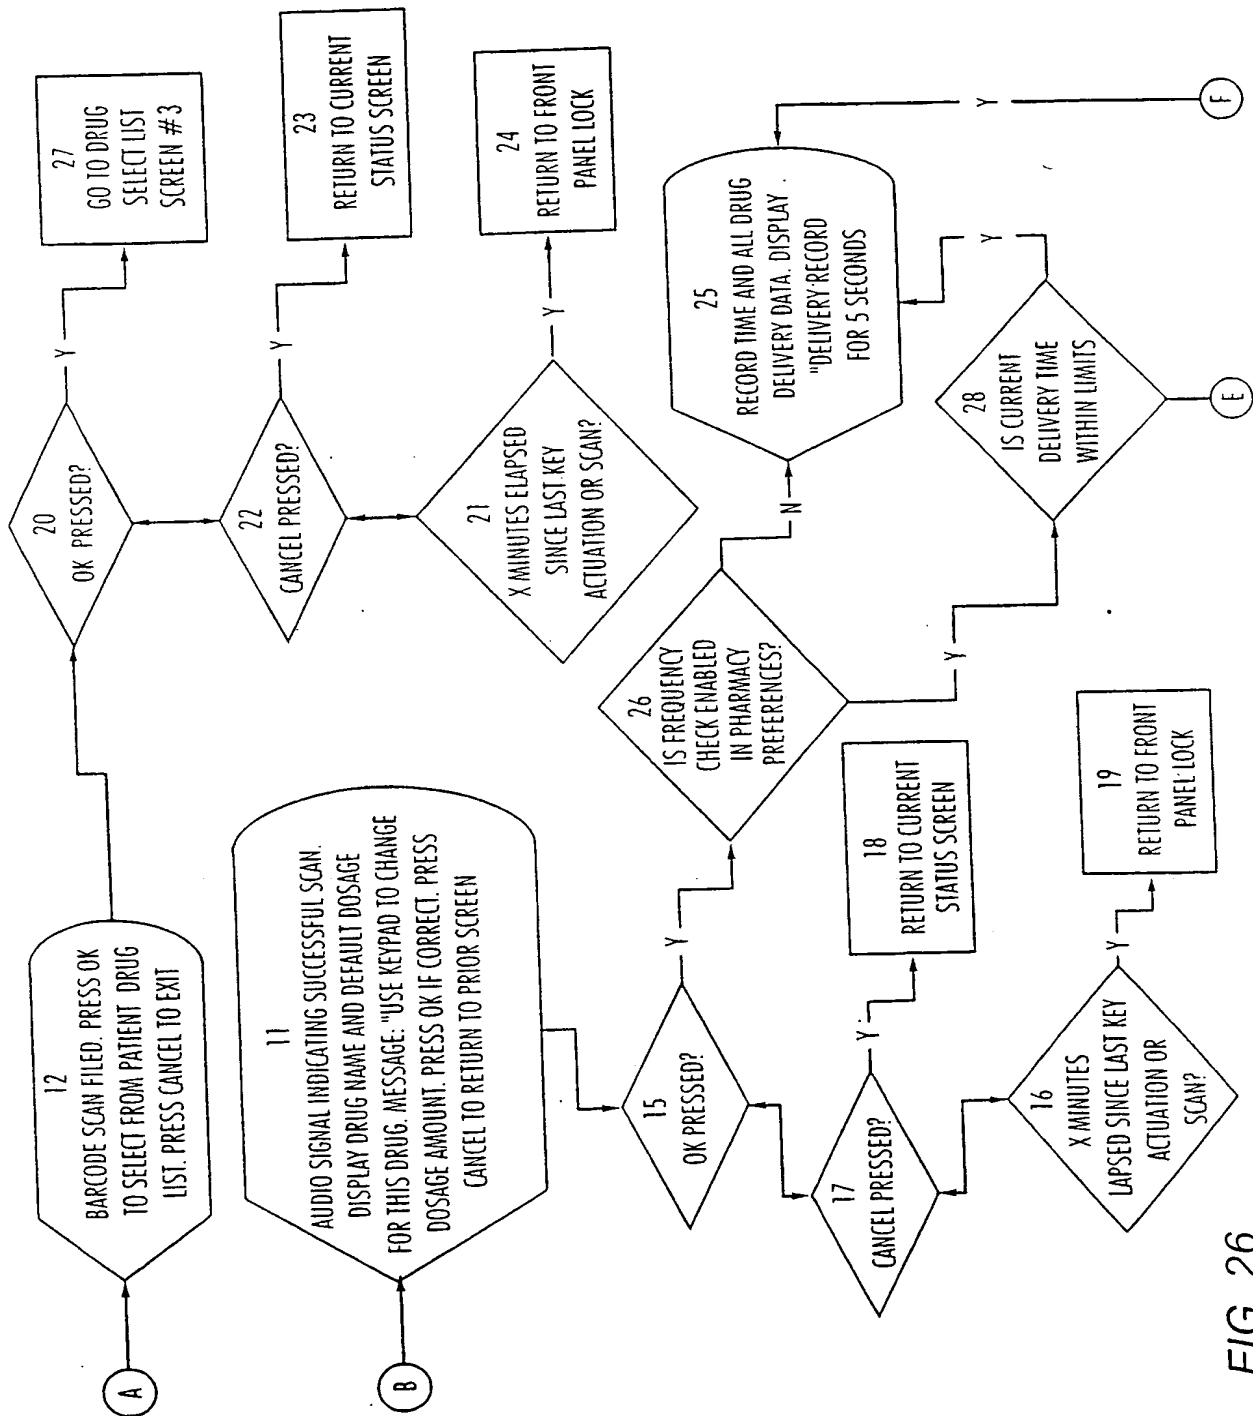 A
12
BARCODE SCAN FILED. PRESS OK
TO SELECT FROM PATIENT DRUG
LIST. PRESS CANCEL TO EXIT
20
OK PRESSED?
Y
27
GO TO DRUG
SELECT LIST
SCREEN #3
22
CANCEL PRESSED?
Y
23
RETURN TO CURRENT
STATUS SCREEN
21
X MINUTES ELAPSED
SINCE LAST KEY
ACTUATION OR SCAN?
Y
24
RETURN TO FRONT
PANEL LOCK
B
11
AUDIO SIGNAL INDICATING SUCCESSFUL SCAN.
DISPLAY DRUG NAME AND DEFAULT DOSAGE
FOR THIS DRUG. MESSAGE: "USE KEYPAD TO CHANGE
DOSAGE AMOUNT. PRESS OK IF CORRECT. PRESS
CANCEL TO RETURN TO PRIOR SCREEN
15
OK PRESSED?
Y
26
IS FREQUENCY
CHECK ENABLED
IN PHARMACY
PREFERENCES?
N
25
RECORD TIME AND ALL DRUG
DELIVERY DATA. DISPLAY
"DELIVERY RECORD
FOR 5 SECONDS
Y
F
Y
28
IS CURRENT
DELIVERY TIME
WITHIN LIMITS
Y
E
17
CANCEL PRESSED?
Y
18
RETURN TO CURRENT
STATUS SCREEN
16
X MINUTES
LAPSED SINCE LAST KEY
ACTUATION OR
SCAN?
Y
19
RETURN TO FRONT
PANEL LOCK
FIG. 26